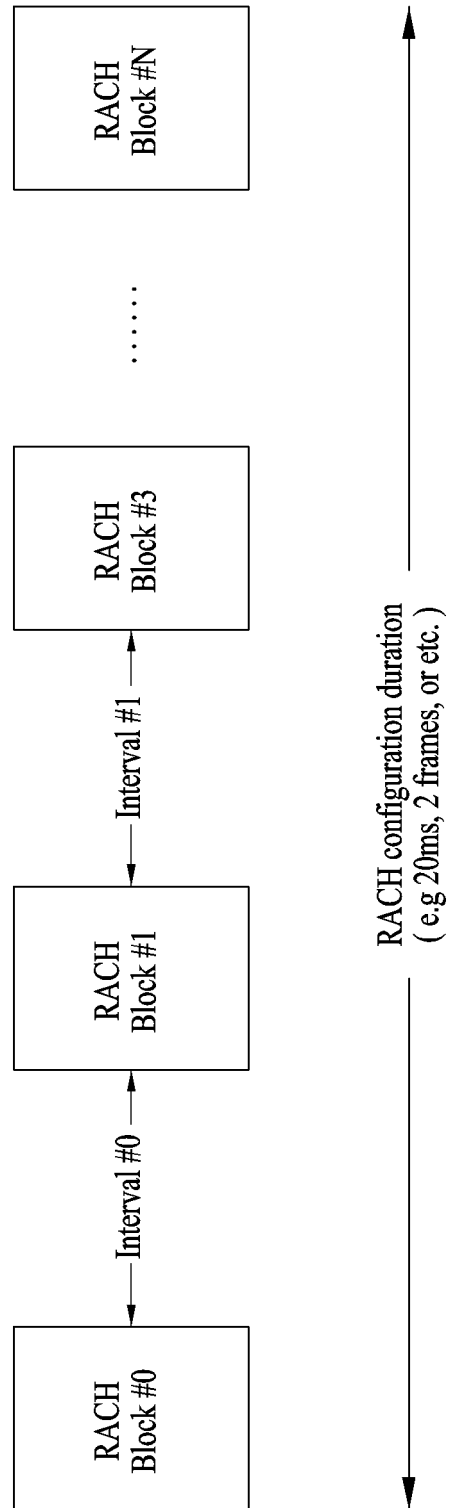 RACH
Block #0
Interval #0
RACH
Block #1
Interval #1
RACH
Block #3
......
RACH
Block #N
RACH configuration duration
( e.g 20ms, 2 frames, or etc. )